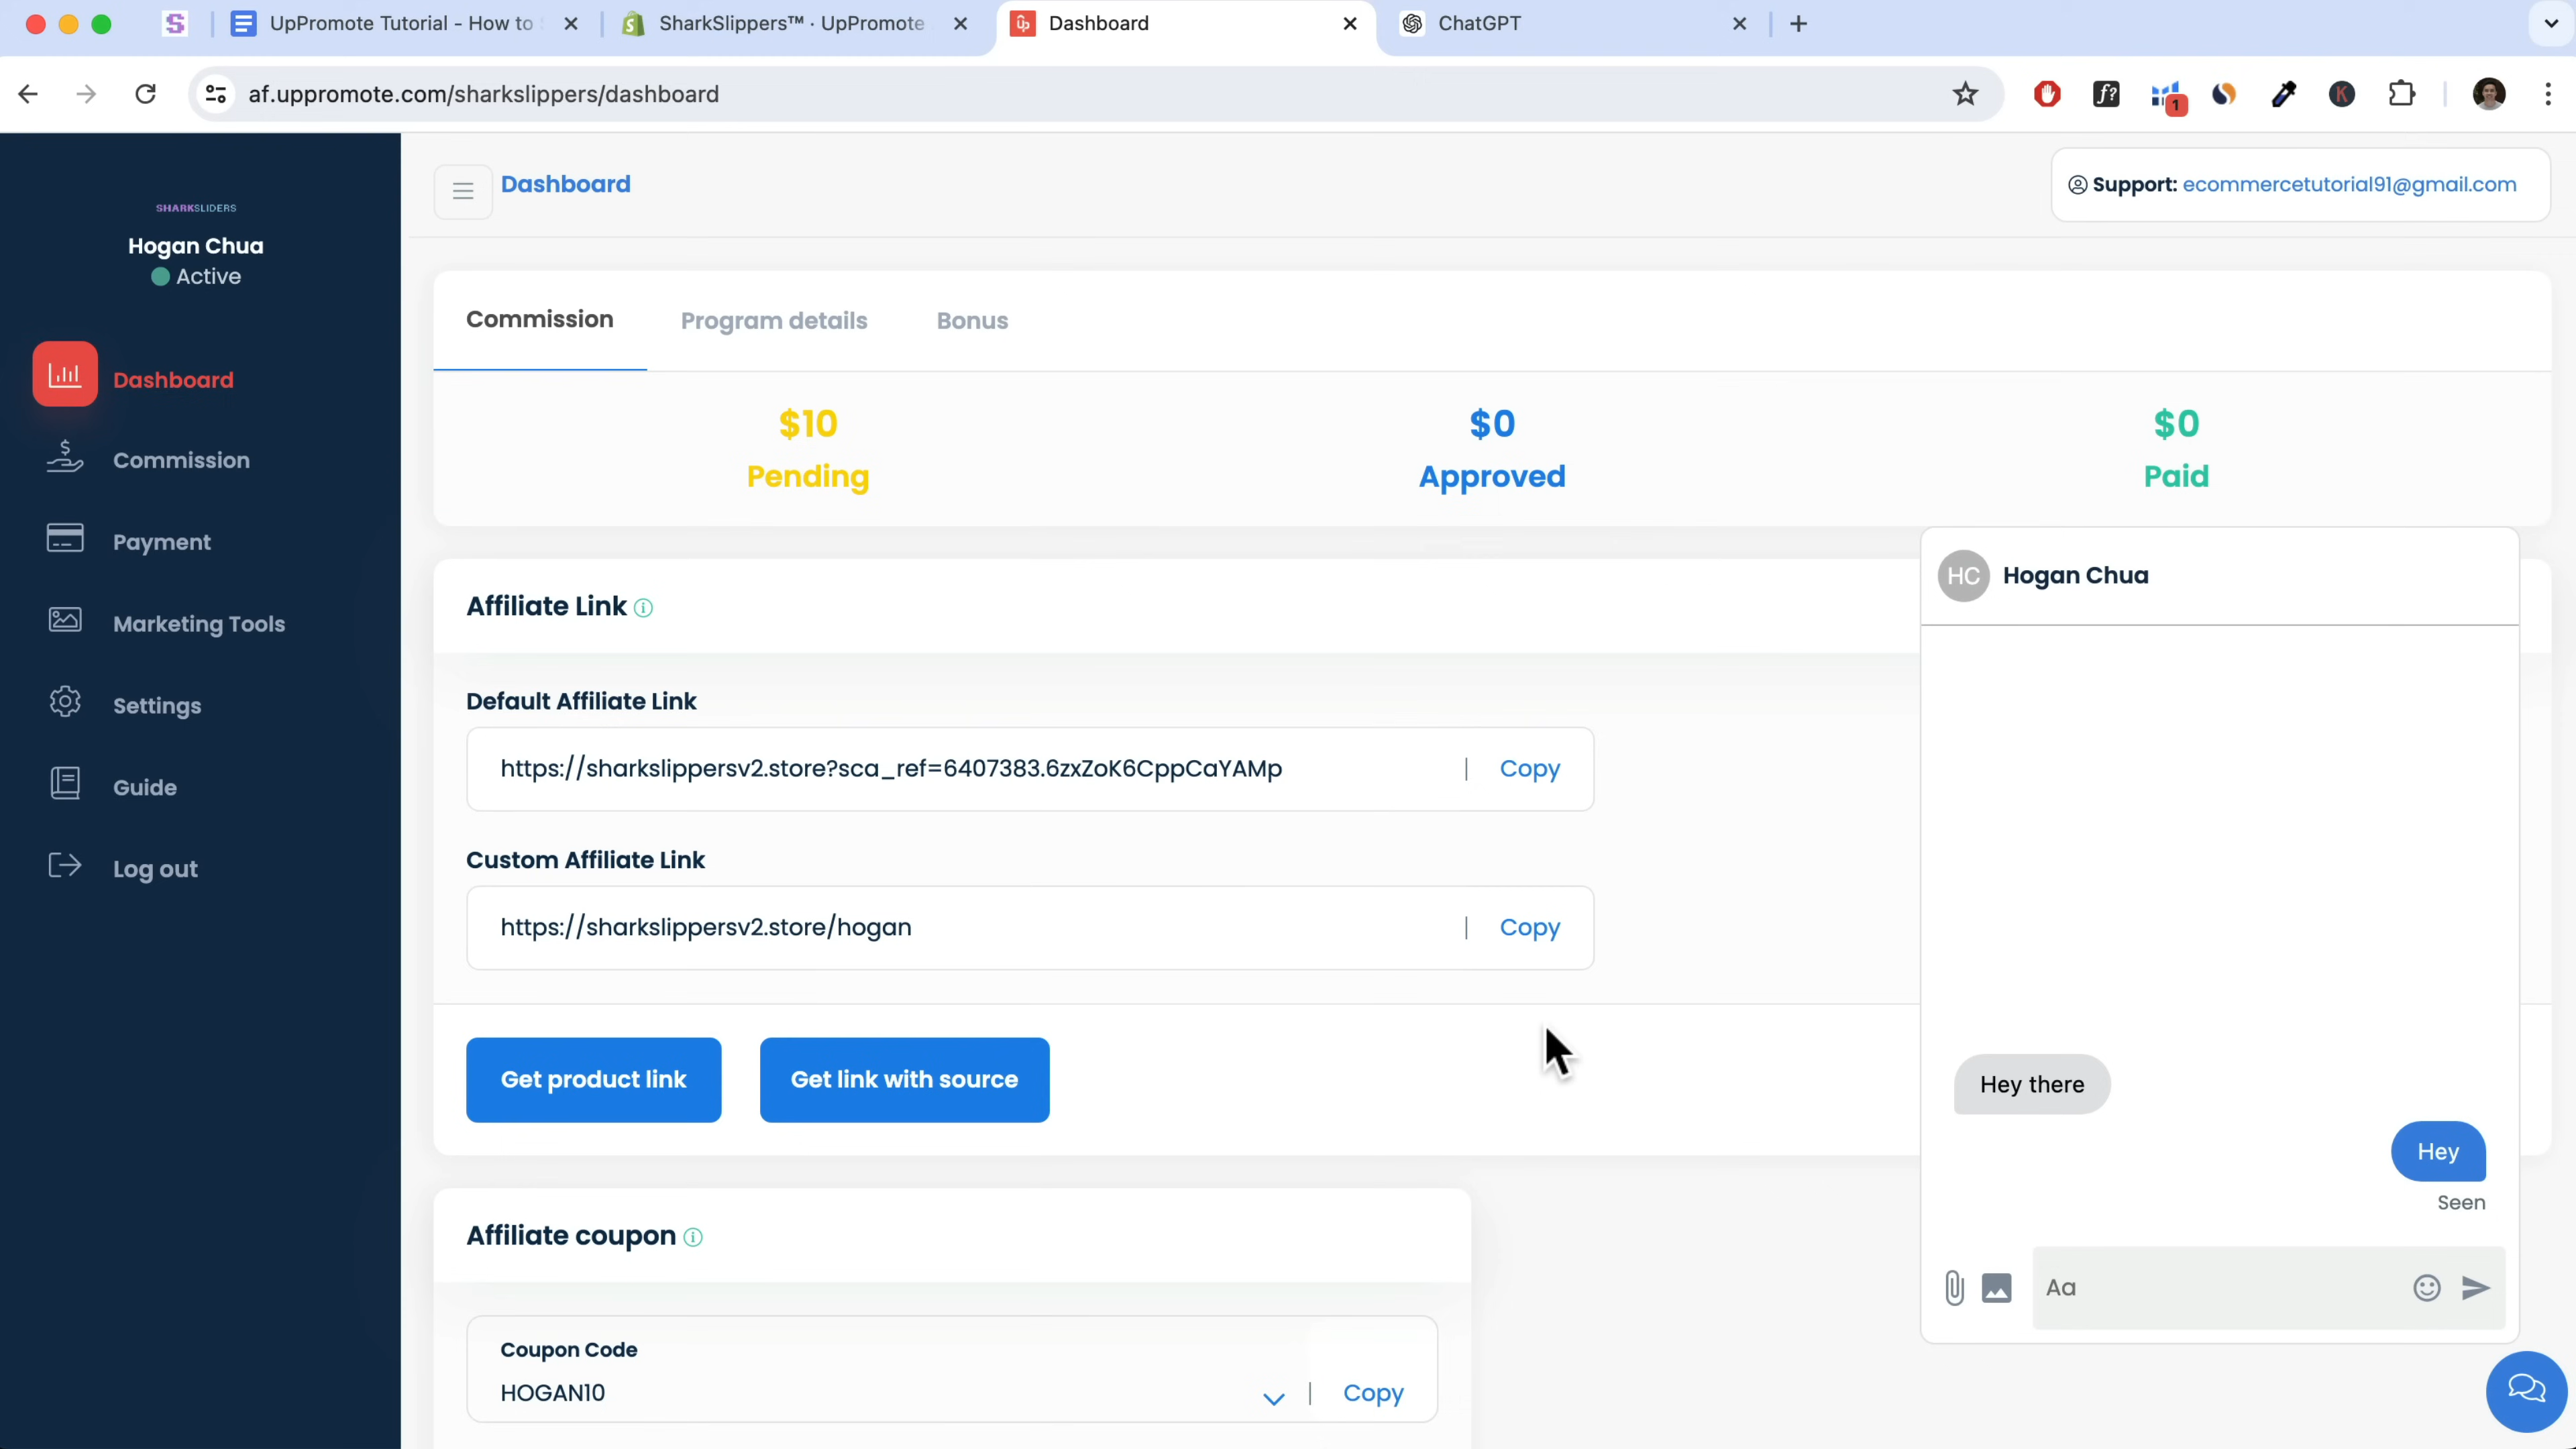 UpPromote Tutorial - How to
SharkSlippers™ · UpPromote
Dashboard
ChatGPT
af.uppromote.com/sharkslippers/dashboard
f?
1
K
SHARKSLIDERS
Hogan Chua
Active
Dashboard
Commission
Payment
Marketing Tools
Settings
Guide
Log out
Dashboard
Support: ecommercetutorial91@gmail.com
Commission
Program details
Bonus
$10
Pending
$0
Approved
$0
Paid
Affiliate Link
Default Affiliate Link
https://sharkslippersv2.store?sca_ref=6407383.6zxZoK6CppCaYAMp
Copy
Custom Affiliate Link
https://sharkslippersv2.store/hogan
Copy
Get product link
Get link with source
Affiliate coupon
Coupon Code
HOGAN10
Copy
HC
Hogan Chua
Hey there
Hey
Seen
Aa